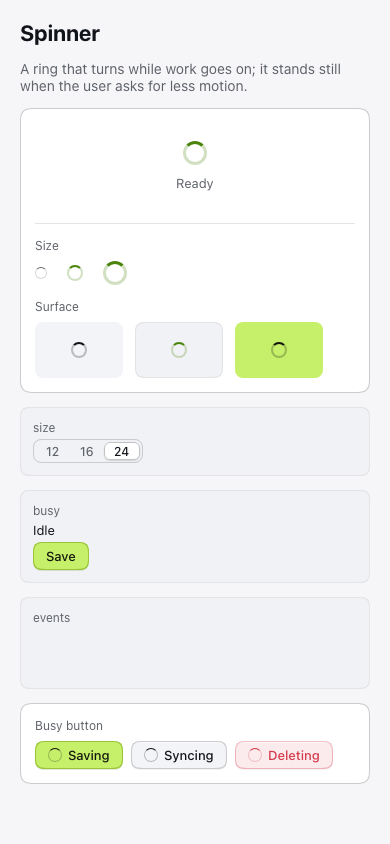 Spinner
A ring that turns while work goes on; it stands still
when the user asks for less motion.
Ready
Size
Surface
size
12 16 24
busy
Idle
Save
events
Busy button
Saving Syncing Deleting